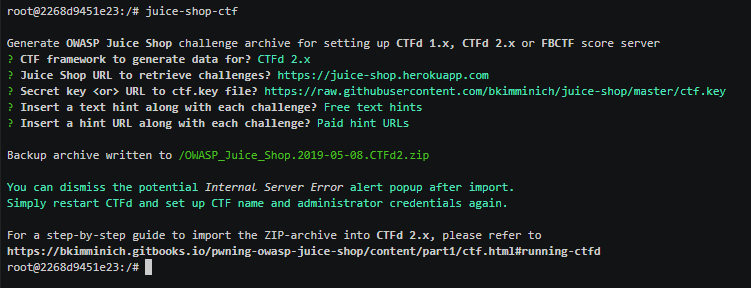 root@2268d9451e23:/# juice-shop-ctf
Generate OWASP Juice Shop challenge archive for setting up CTFd 1.x, CTFd 2.x or FBCTF score server
? CTF framework to generate data for? CTFd 2.x
? Juice Shop URL to retrieve challenges? https://juice-shop.herokuapp.com
? Secret key <or> URL to ctf.key file? https://raw.githubusercontent.com/bkimminich/juice-shop/master/ctf.key
? Insert a text hint along with each challenge? Free text hints
? Insert a hint URL along with each challenge? Paid hint URLs
Backup archive written to /OWASP_Juice_Shop.2019-05-08.CTFd2.zip
You can dismiss the potential Internal Server Error alert popup after import.
Simply restart CTFd and set up CTF name and administrator credentials again.
For a step-by-step guide to import the ZIP-archive into CTFd 2.x, please refer to
https://bkimminich.gitbooks.io/pwning-owasp-juice-shop/content/part1/ctf.html#running-ctfd
root@2268d9451e23:/#